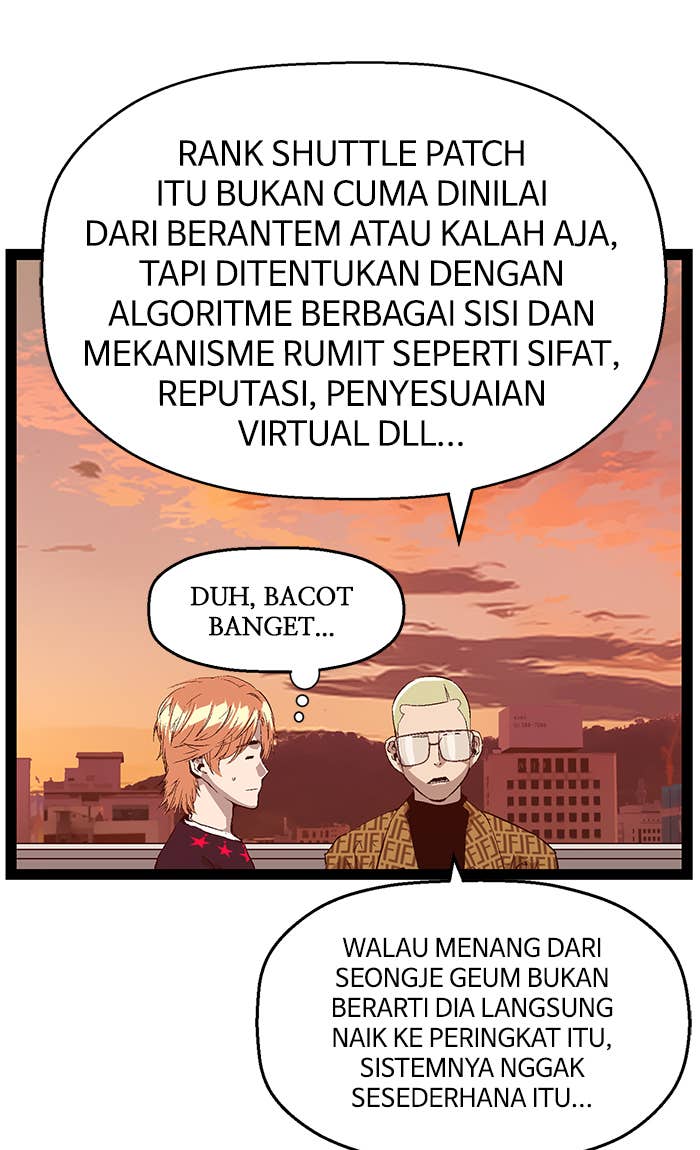 RANK SHUTTLE PATCH
ITU BUKAN CUMA DINILAI
DARI BERANTEM ATAU KALAH AJA,
TAPI DITENTUKAN DENGAN
ALGORITME BERBAGAI SISI DAN
MEKANISME RUMIT SEPERTI SIFAT,
REPUTASI, PENYESUAIAN
VIRTUAL DLL...
DUH, BACOT
BANGET...
WALAU MENANG DARI
SEONGJE GEUM BUKAN
BERARTI DIA LANGSUNG
NAIK KE PERINGKAT ITU,
SISTEMNYA NGGAK
SESEDERHANA ITU...